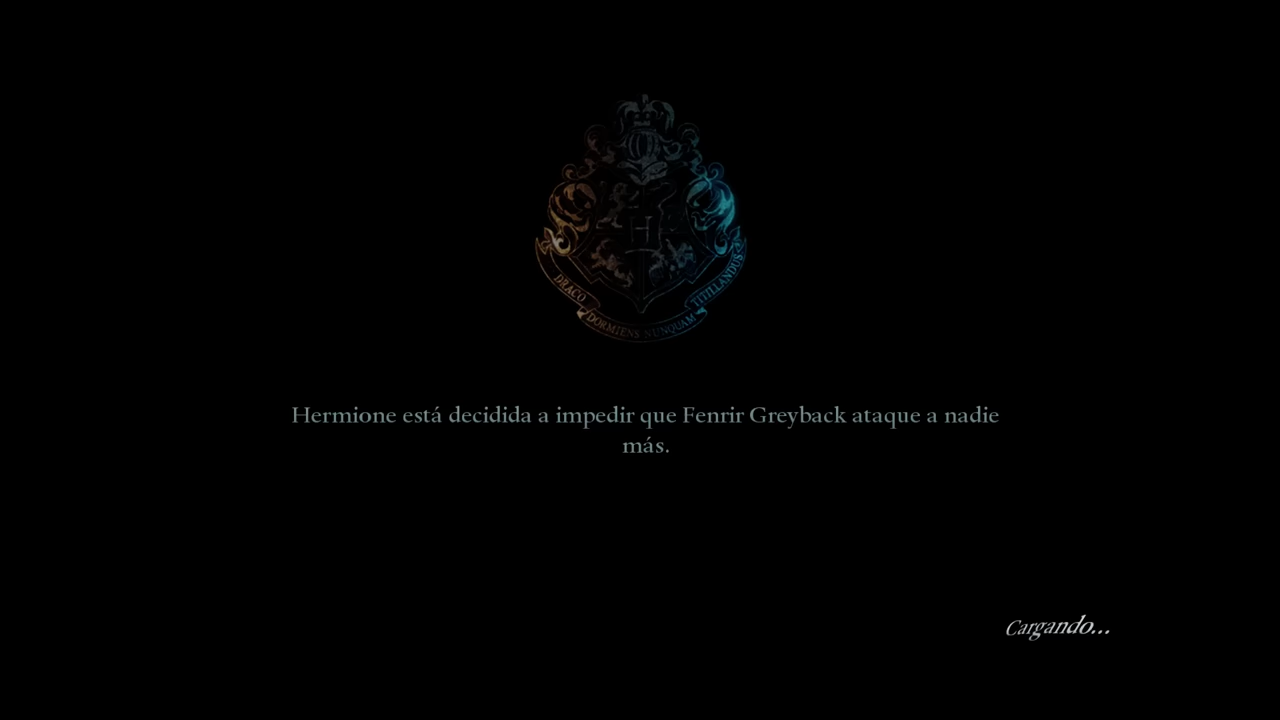 H
DRACO
DORMIENS NUNQUAM
TITILLANDUS
Hermione está decidida a impedir que Fenrir Greyback ataque a nadie
más.
Cargando...